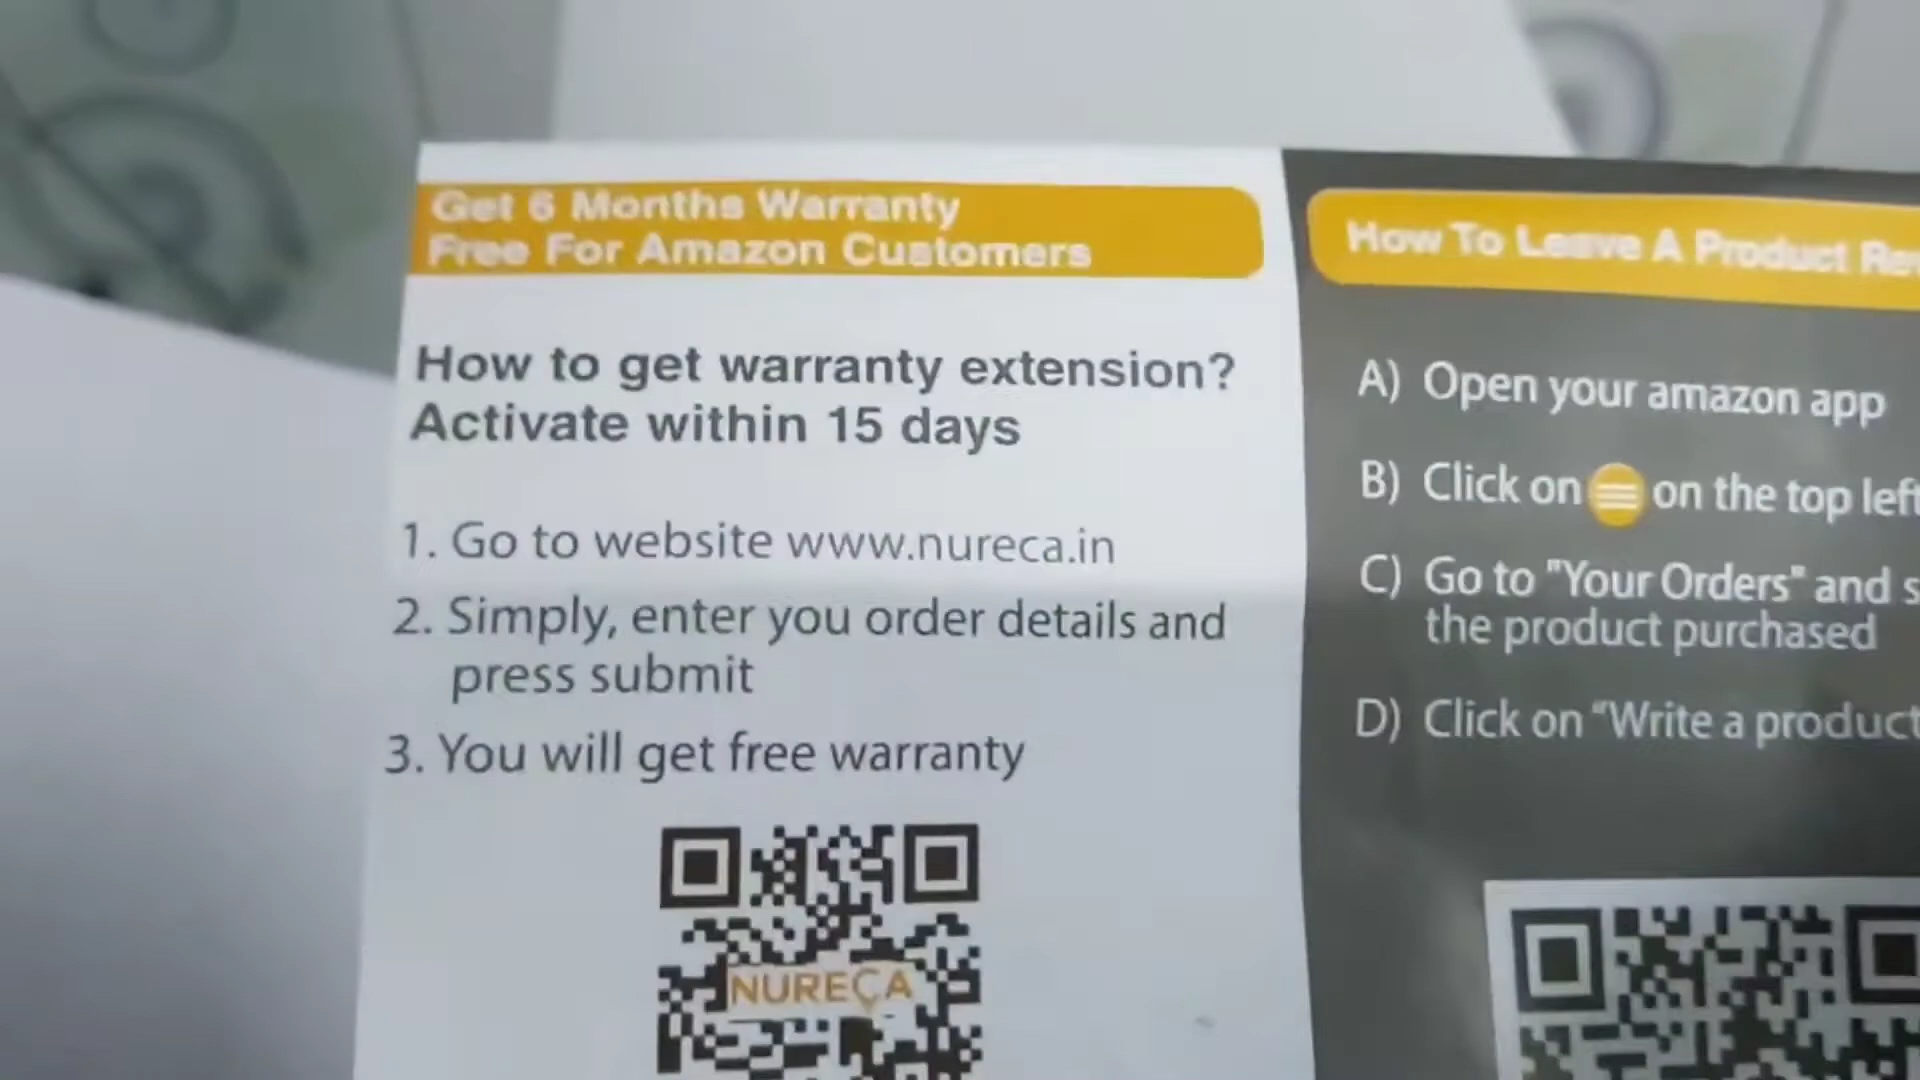 Get 6 Months Warranty
Free For Amazon Customers
How to get warranty extension?
Activate within 15 days
1. Go to website www.nureca.in
2. Simply, enter you order details and
press submit
3. You will get free warranty
NURECA
How To Leave A Product
A) Open your amazon app
B) Click on on the top left
C) Go to "Your Orders" and
the product purchased
D) Click on "Write a product